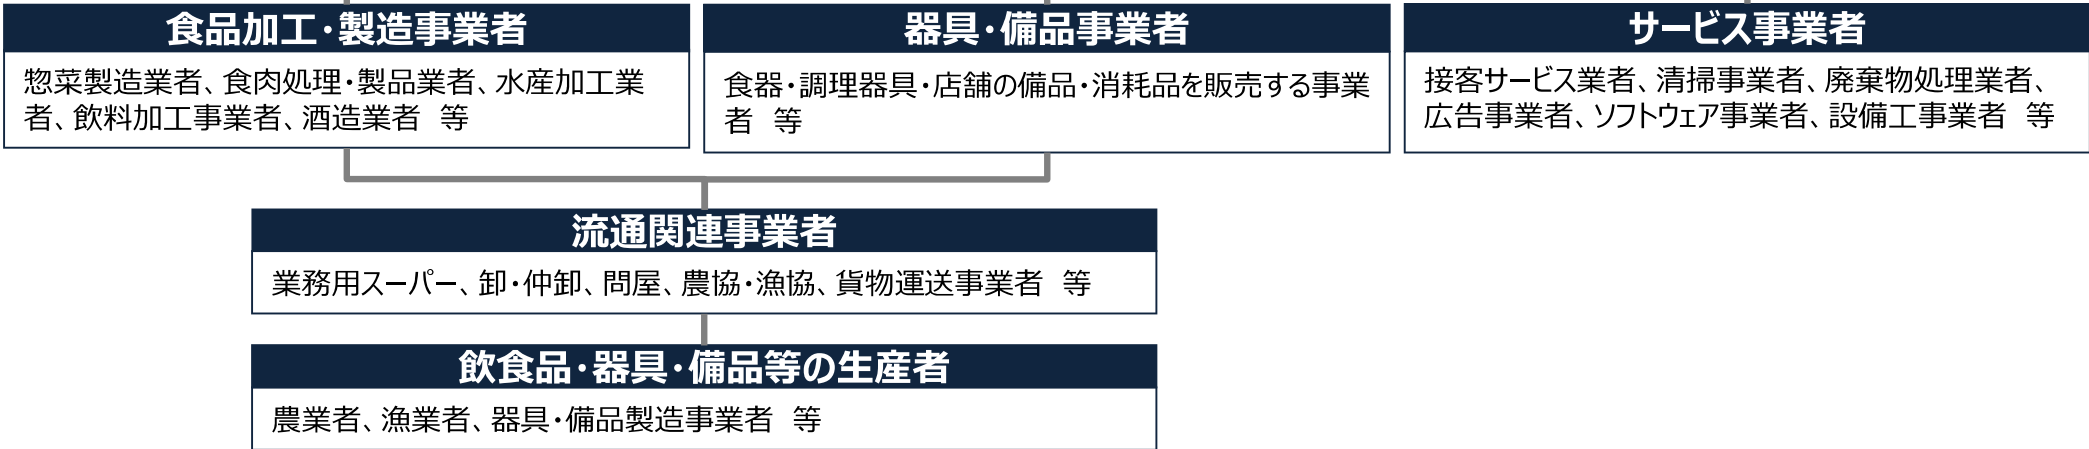 食品加工・製造事業者
惣菜製造業者、食肉処理・製品業者、水産加工業
者、飲料加工事業者、酒造業者　等
器具・備品事業者
食器・調理器具・店舗の備品・消耗品を販売する事業
者　等
サービス事業者
接客サービス業者、清掃事業者、廃棄物処理業者、
広告事業者、ソフトウェア事業者、設備工事業者　等
流通関連事業者
業務用スーパー、卸・仲卸、問屋、農協・漁協、貨物運送事業者　等
飲食品・器具・備品等の生産者
農業者、漁業者、器具・備品製造事業者　等